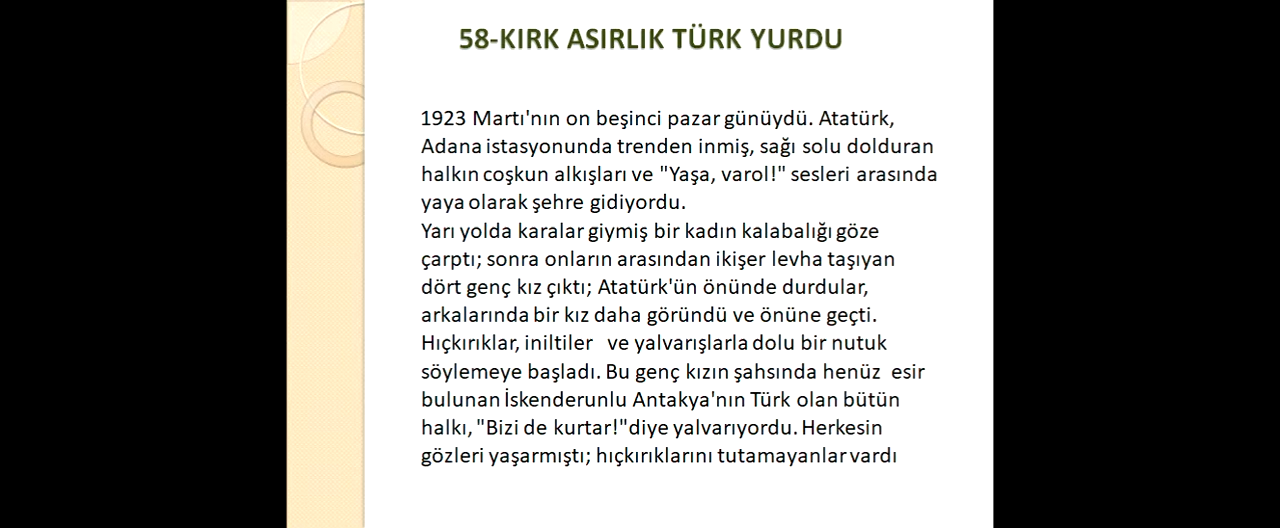 58-KIRK ASIRLIK TÜRK YURDU
1923 Martı'nın on beşinci pazar günüydü. Atatürk,
Adana istasyonunda trenden inmiş, sağı solu dolduran
halkın coşkun alkışları ve "Yaşa, varol!" sesleri arasında
yaya olarak şehre gidiyordu.
Yarı yolda karalar giymiş bir kadın kalabalığı göze
çarptı; sonra onların arasından ikişer levha taşıyan
dört genç kız çıktı; Atatürk'ün önünde durdular,
arkalarında bir kız daha göründü ve önüne geçti.
Hıçkırıklar, iniltiler ve yalvarışlarla dolu bir nutuk
söylemeye başladı. Bu genç kızın şahsında henüz esir
bulunan İskenderunlu Antakya'nın Türk olan bütün
halkı, "Bizi de kurtar!"diye yalvarıyordu. Herkesin
gözleri yaşarmıştı; hıçkırıklarını tutamayanlar vardı